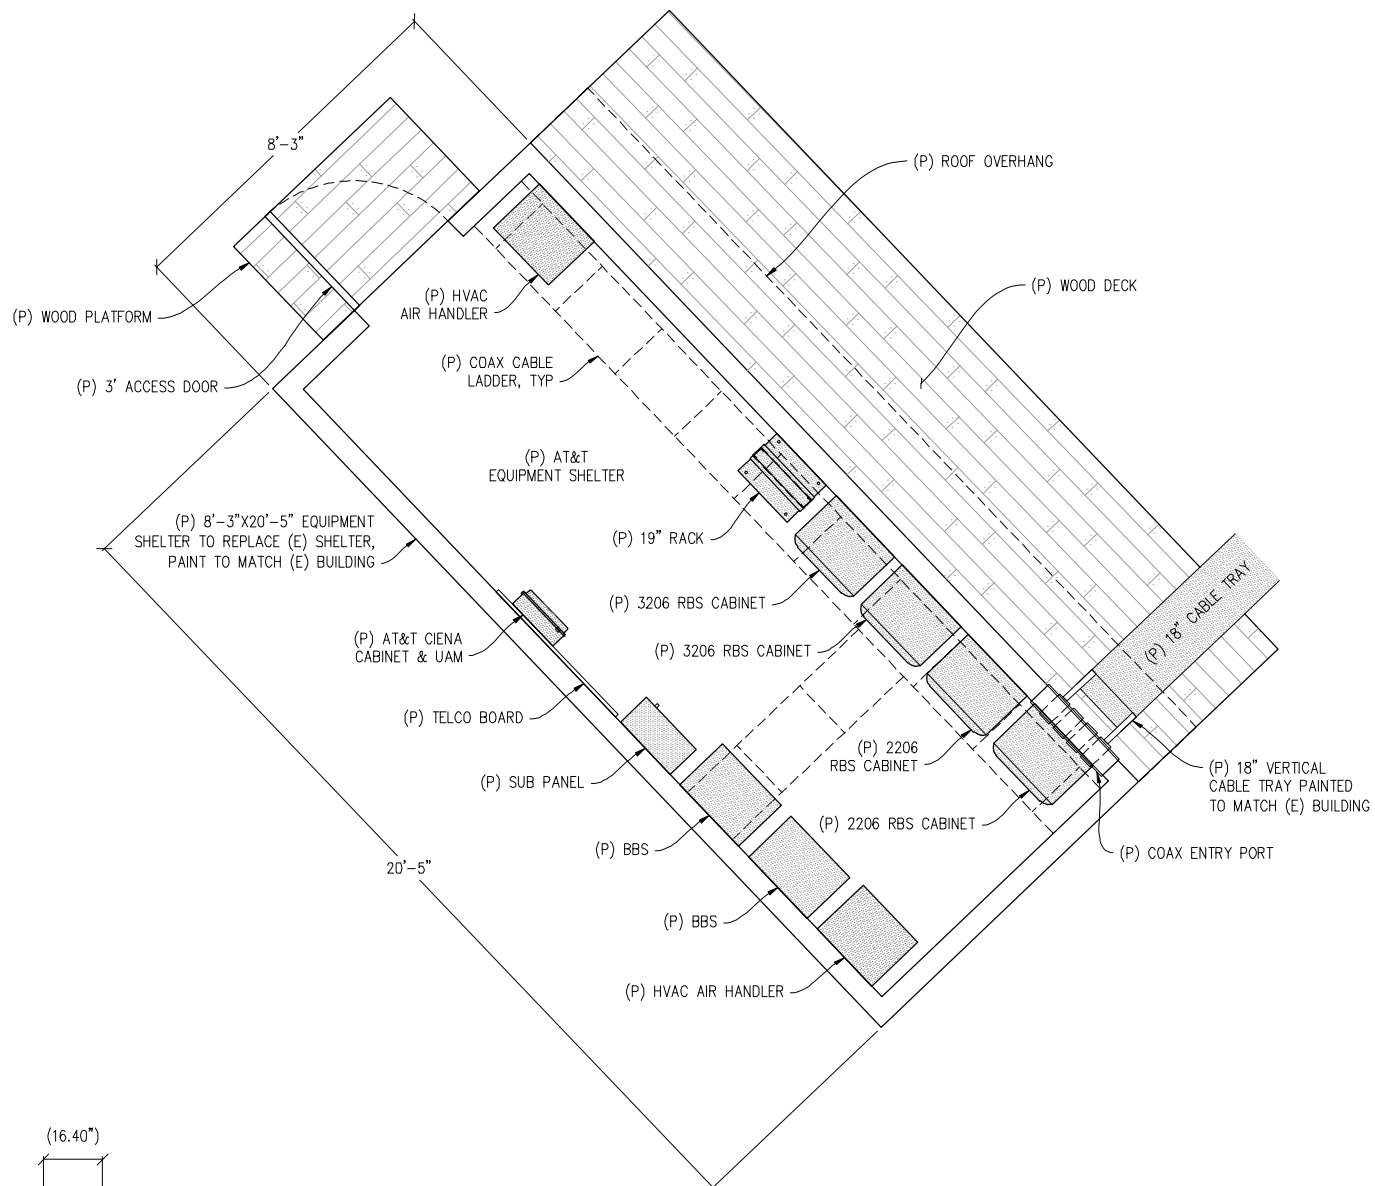 8'-3"
(P) ROOF OVERHANG
(P) WOOD DECK
(P) HVAC
AIR HANDLER
(P) WOOD PLATFORM
(P) COAX CABLE
LADDER, TYP
(P) 3' ACCESS DOOR
(P) AT&T
EQUIPMENT SHELTER
(P) 8'-3"X20'-5" EQUIPMENT
SHELTER TO REPLACE (E) SHELTER,
PAINT TO MATCH (E) BUILDING
(P) 19" RACK
(P) 18" CABLE TRAY
(P) 3206 RBS CABINET
(P) AT&T CIENA
CABINET & UAM
(P) 3206 RBS CABINET
(P) TELCO BOARD
(P) 2206
RBS CABINET
(P) SUB PANEL
(P) 18" VERTICAL
CABLE TRAY PAINTED
TO MATCH (E) BUILDING
(P) 2206 RBS CABINET
(P) BBS
(P) COAX ENTRY PORT
20'-5"
(P) BBS
(P) HVAC AIR HANDLER
(16.40")